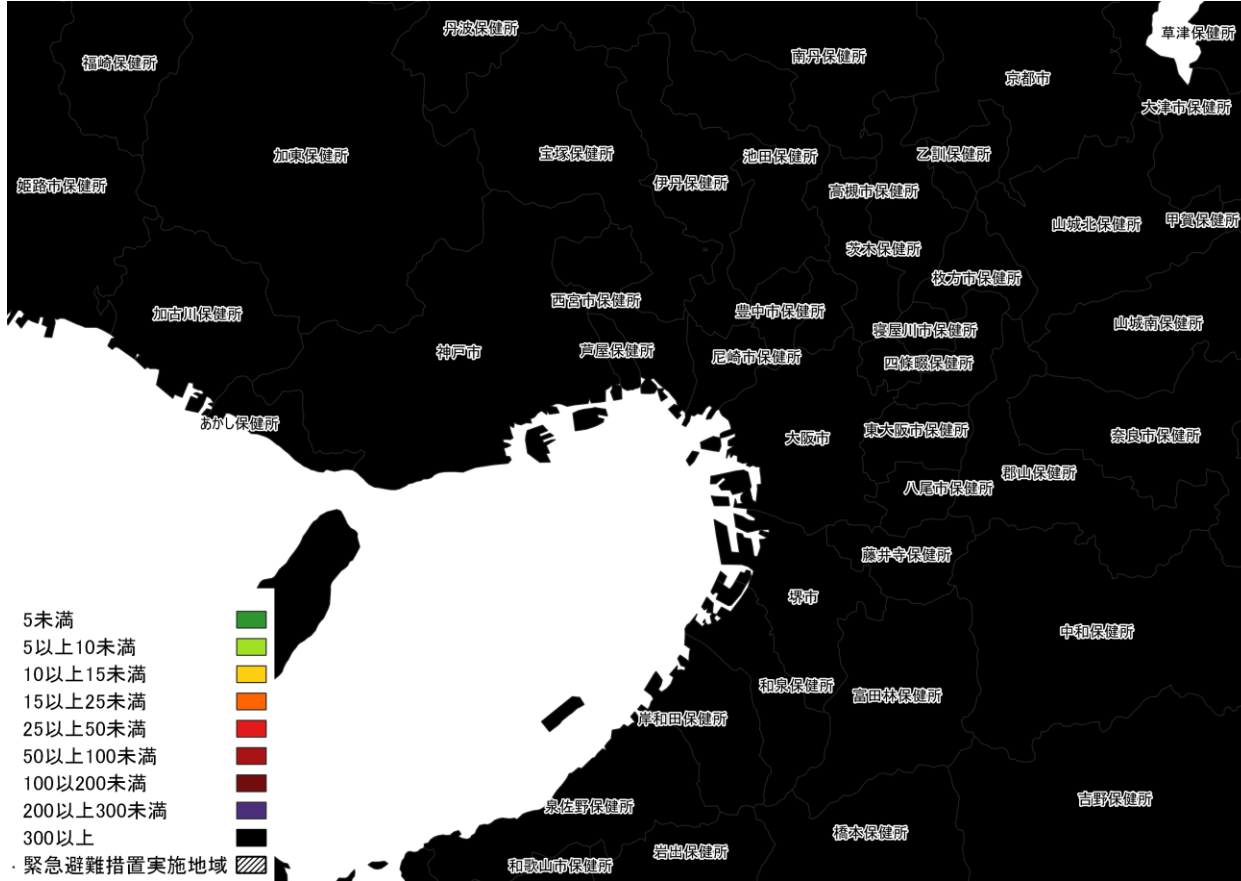 丹波保健所
草津保健所
福崎保健所
南丹保健所
京都市
大津市保健所
加東保健所
宝塚保健所
池田保健所
乙訓保健所
姫路市保健所
伊丹保健所
高槻市保健所
山城北保健所
甲賀保健所
茨木保健所
枚方市保健所
西宮市保健所
加古川保健所
豊中市保健所
山城南保健所
寝屋川市保健所
神戸市
芦屋保健所
尼崎市保健所
四條畷保健所
あかし保健所
大阪市
東大阪市保健所
奈良市保健所
郡山保健所
八尾市保健所
藤井寺保健所
堺市
中和保健所
和泉保健所
富田林保健所
岸和田保健所
吉野保健所
泉佐野保健所
橋本保健所
岩出保健所
和歌山市保健所
5未満
5以上10未満
10以上15未満
15以上25未満
25以上50未満
50以上100未満
100以200未満
200以上300未満
300以上
・緊急避難措置実施地域